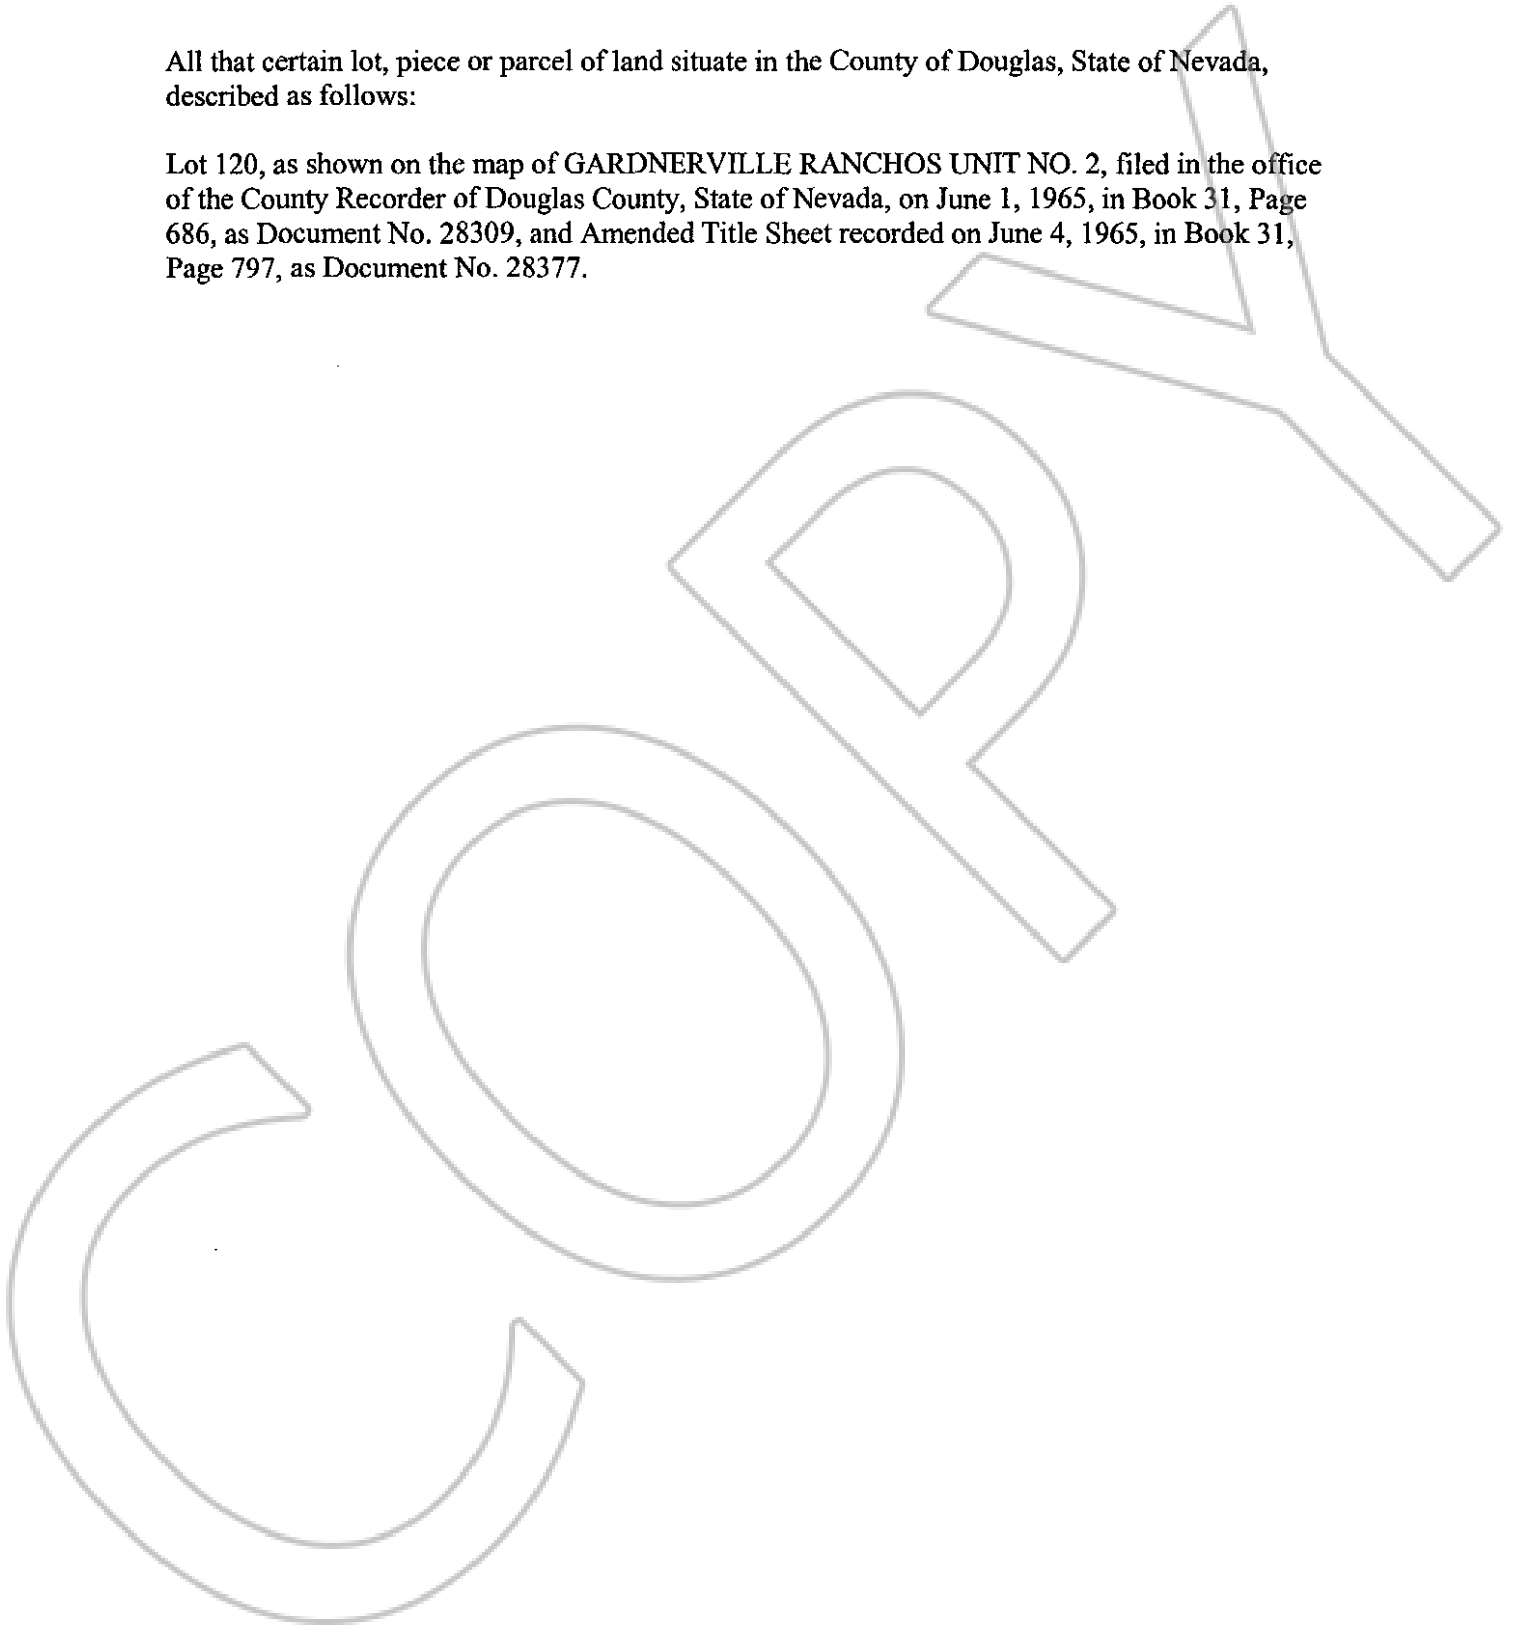 All that certain lot, piece or parcel of land situate in the County of Douglas, State of Nevada,
described as follows:
Lot 120, as shown on the map of GARDNERVILLE RANCHOS UNIT NO. 2, filed in the office
of the County Recorder of Douglas County, State of Nevada, on June 1, 1965, in Book 31, Page
686, as Document No. 28309, and Amended Title Sheet recorded on June 4, 1965, in Book 31,
Page 797, as Document No. 28377.
COPY